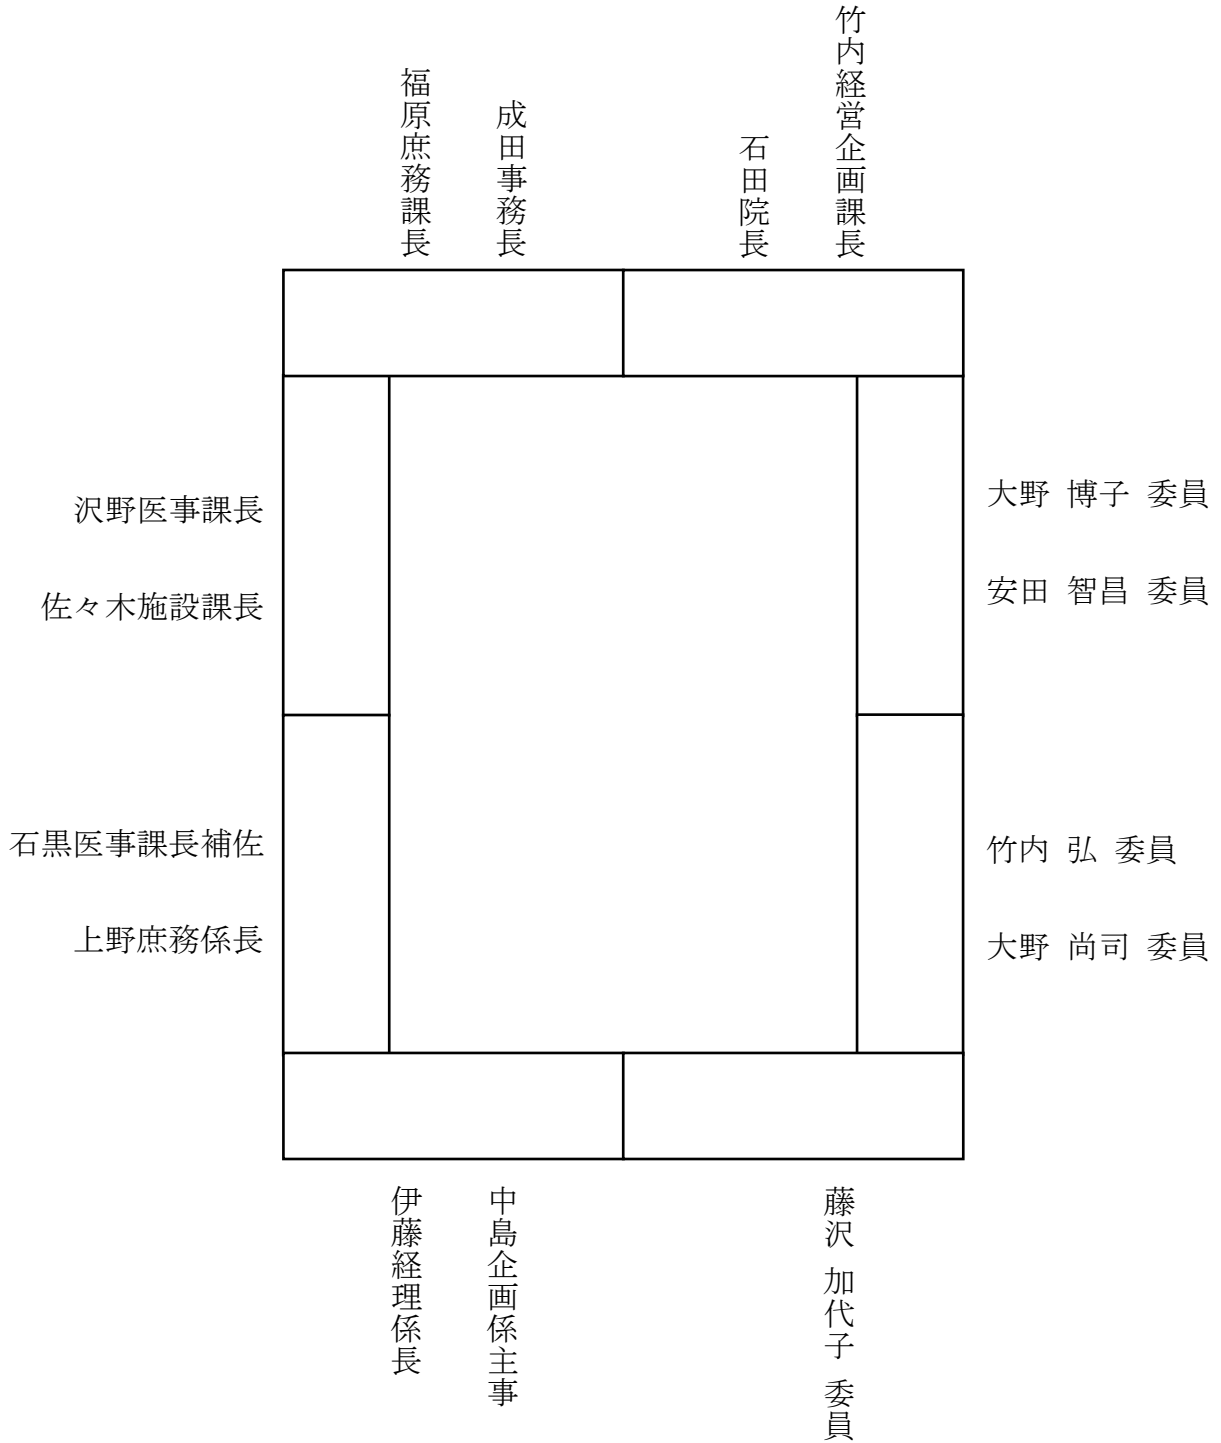 竹内経営企画課長
石田院長
成田事務長
福原庶務課長
沢野医事課長
佐々木施設課長
石黒医事課長補佐
上野庶務係長
大野 博子 委員
安田 智昌 委員
竹内 弘 委員
大野 尚司 委員
藤沢 加代子 委員
中島企画係主事
伊藤経理係長